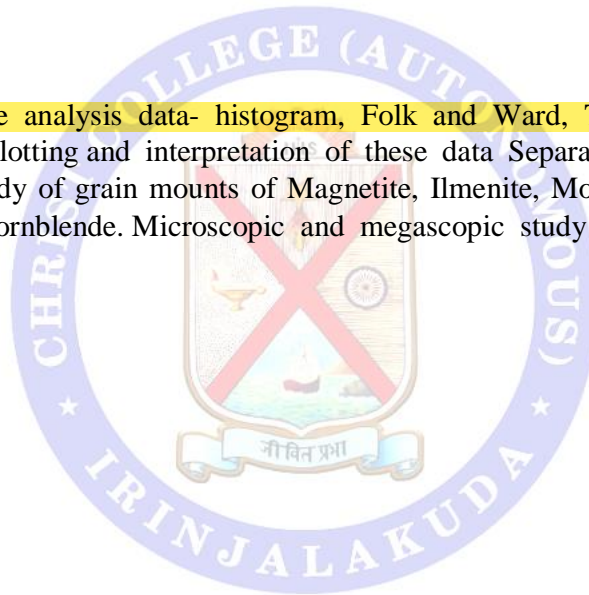 e analysis data- histogram, Folk and Ward, T
lotting and interpretation of these data Separa
dy of grain mounts of Magnetite, Ilmenite, Mo
ornblende. Microscopic and megascopic study
CHRIST COLLEGE (AUTONOMOUS)
जीवित प्रभा
★ IRINJALAKUDA ★